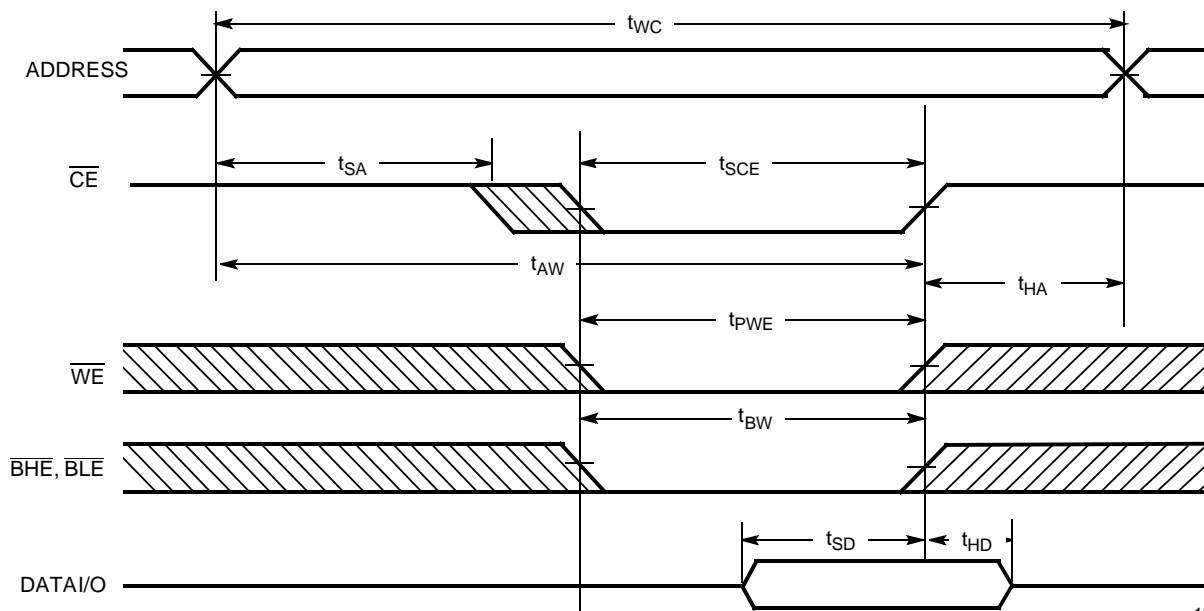 tWC
ADDRESS
tSA
tSCE
CE
tAW
tHA
tPWE
WE
tBW
BHE, BLE
tSD
tHD
DATAI/O